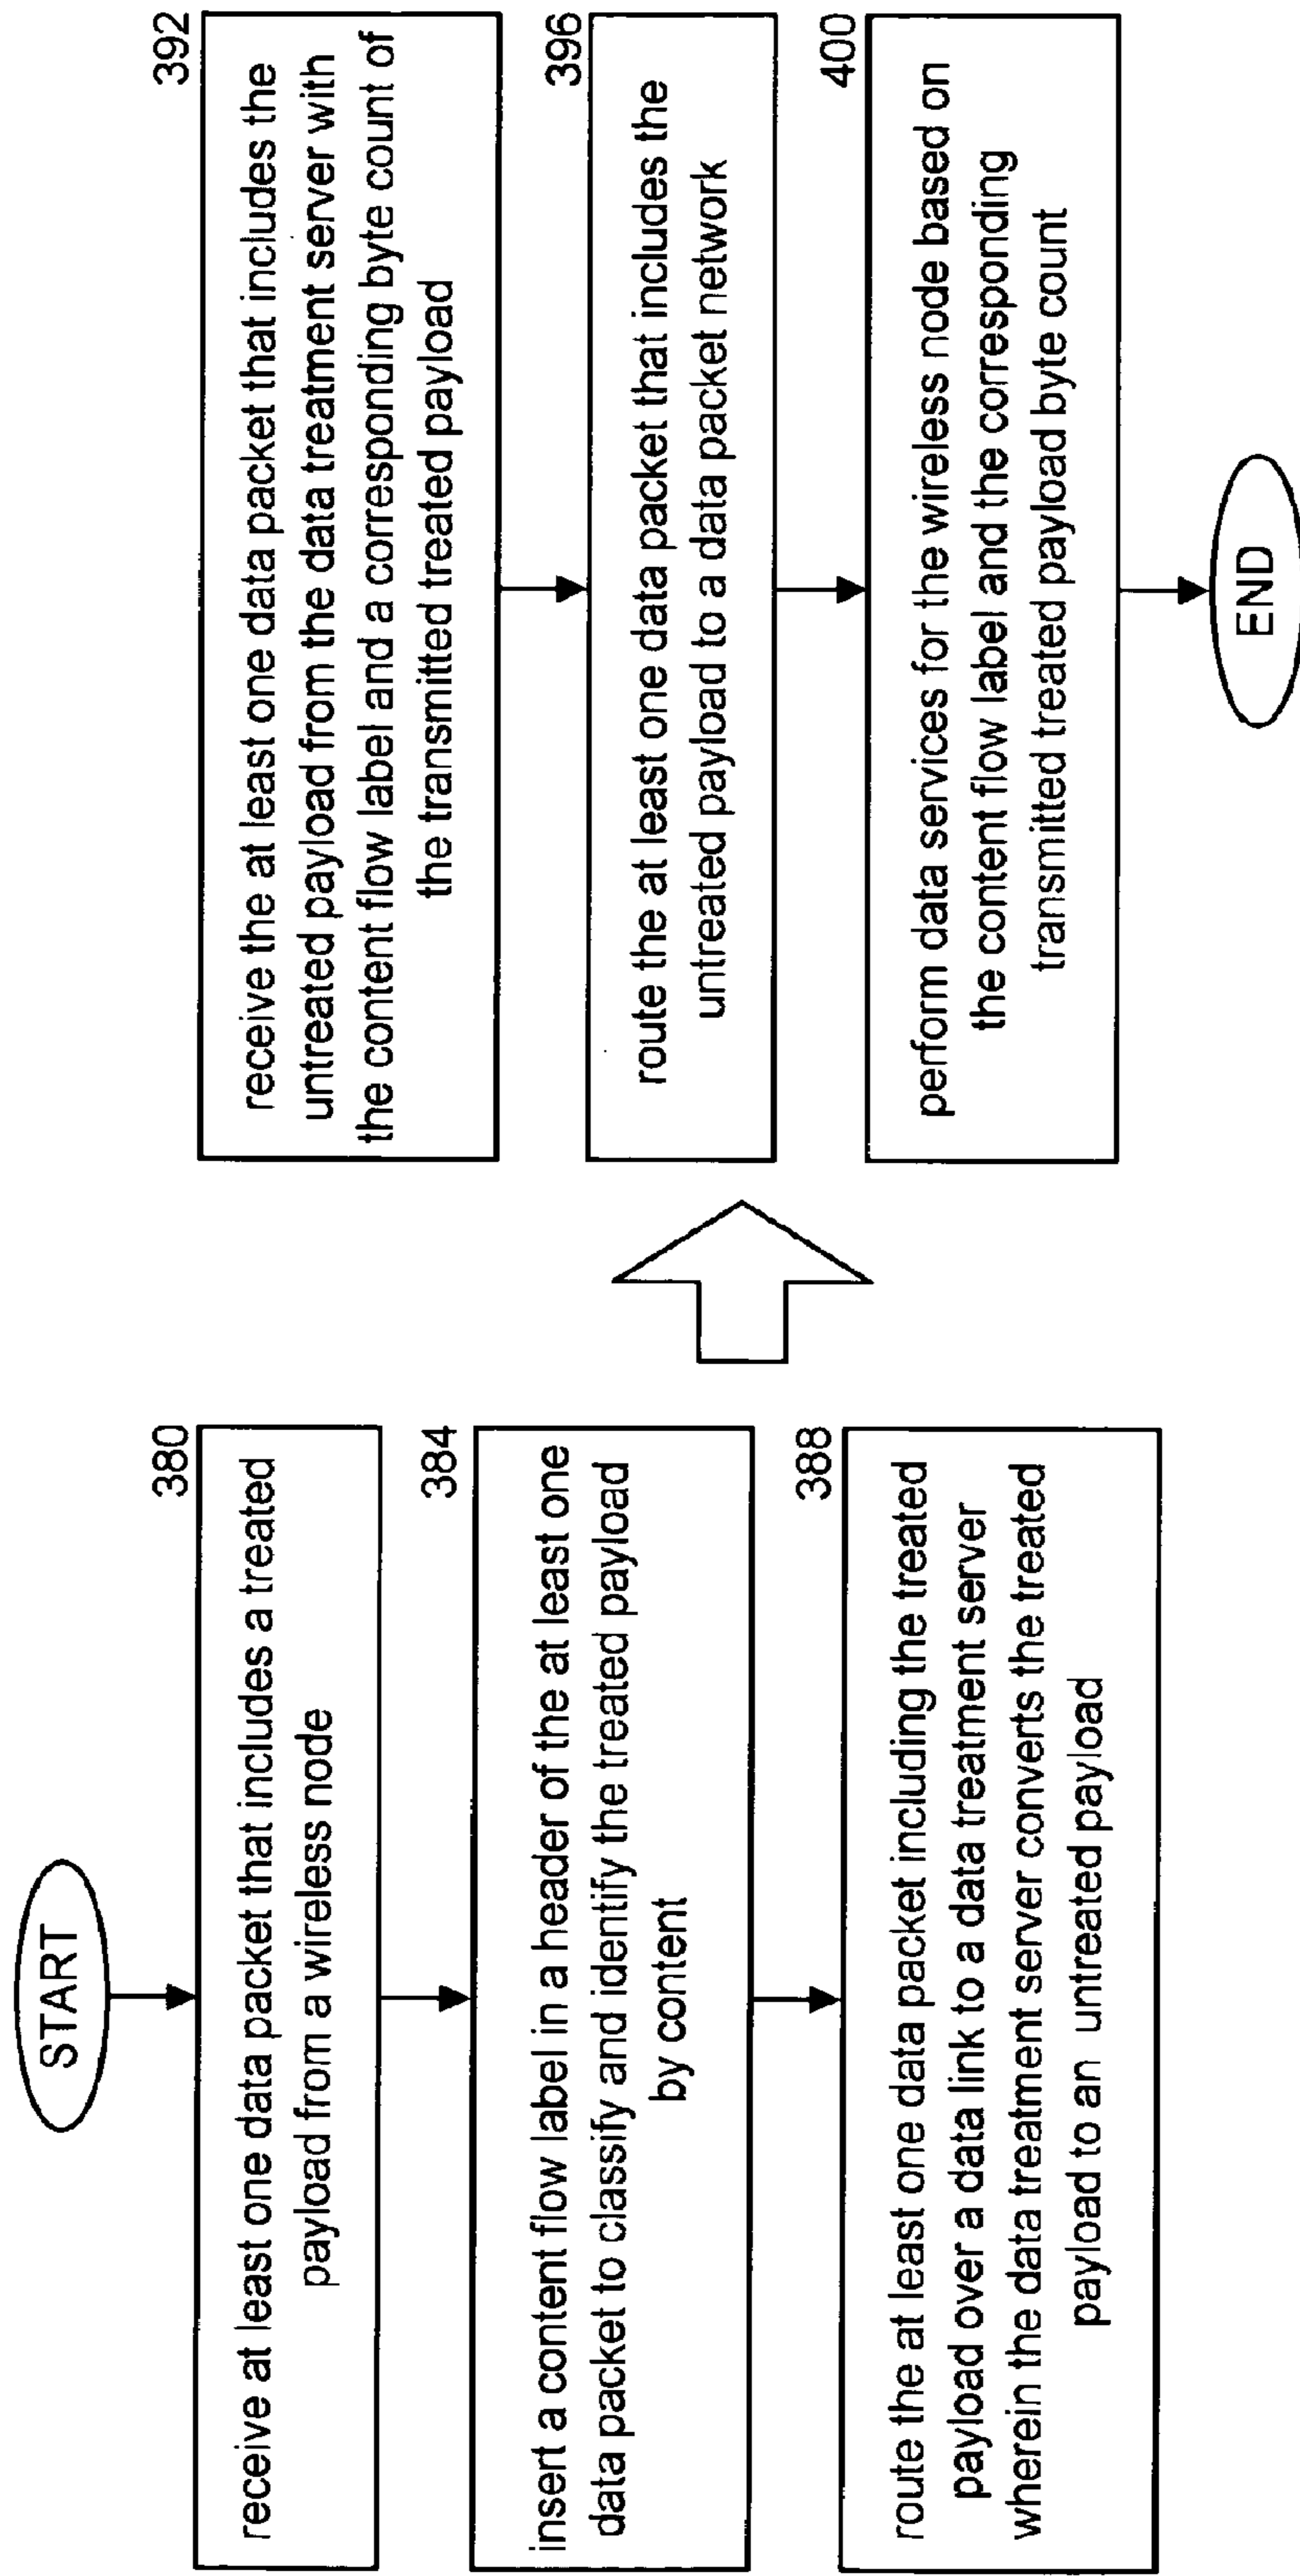 START
380
receive at least one data packet that includes a treated
payload from a wireless node
384
insert a content flow label in a header of the at least one
data packet to classify and identify the treated payload
by content
388
route the at least one data packet including the treated
payload over a data link to a data treatment server
wherein the data treatment server converts the treated
payload to an untreated payload
392
receive the at least one data packet that includes the
untreated payload from the data treatment server with
the content flow label and a corresponding byte count of
the transmitted treated payload
396
route the at least one data packet that includes the
untreated payload to a data packet network
400
perform data services for the wireless node based on
the content flow label and the corresponding
transmitted treated payload byte count
END